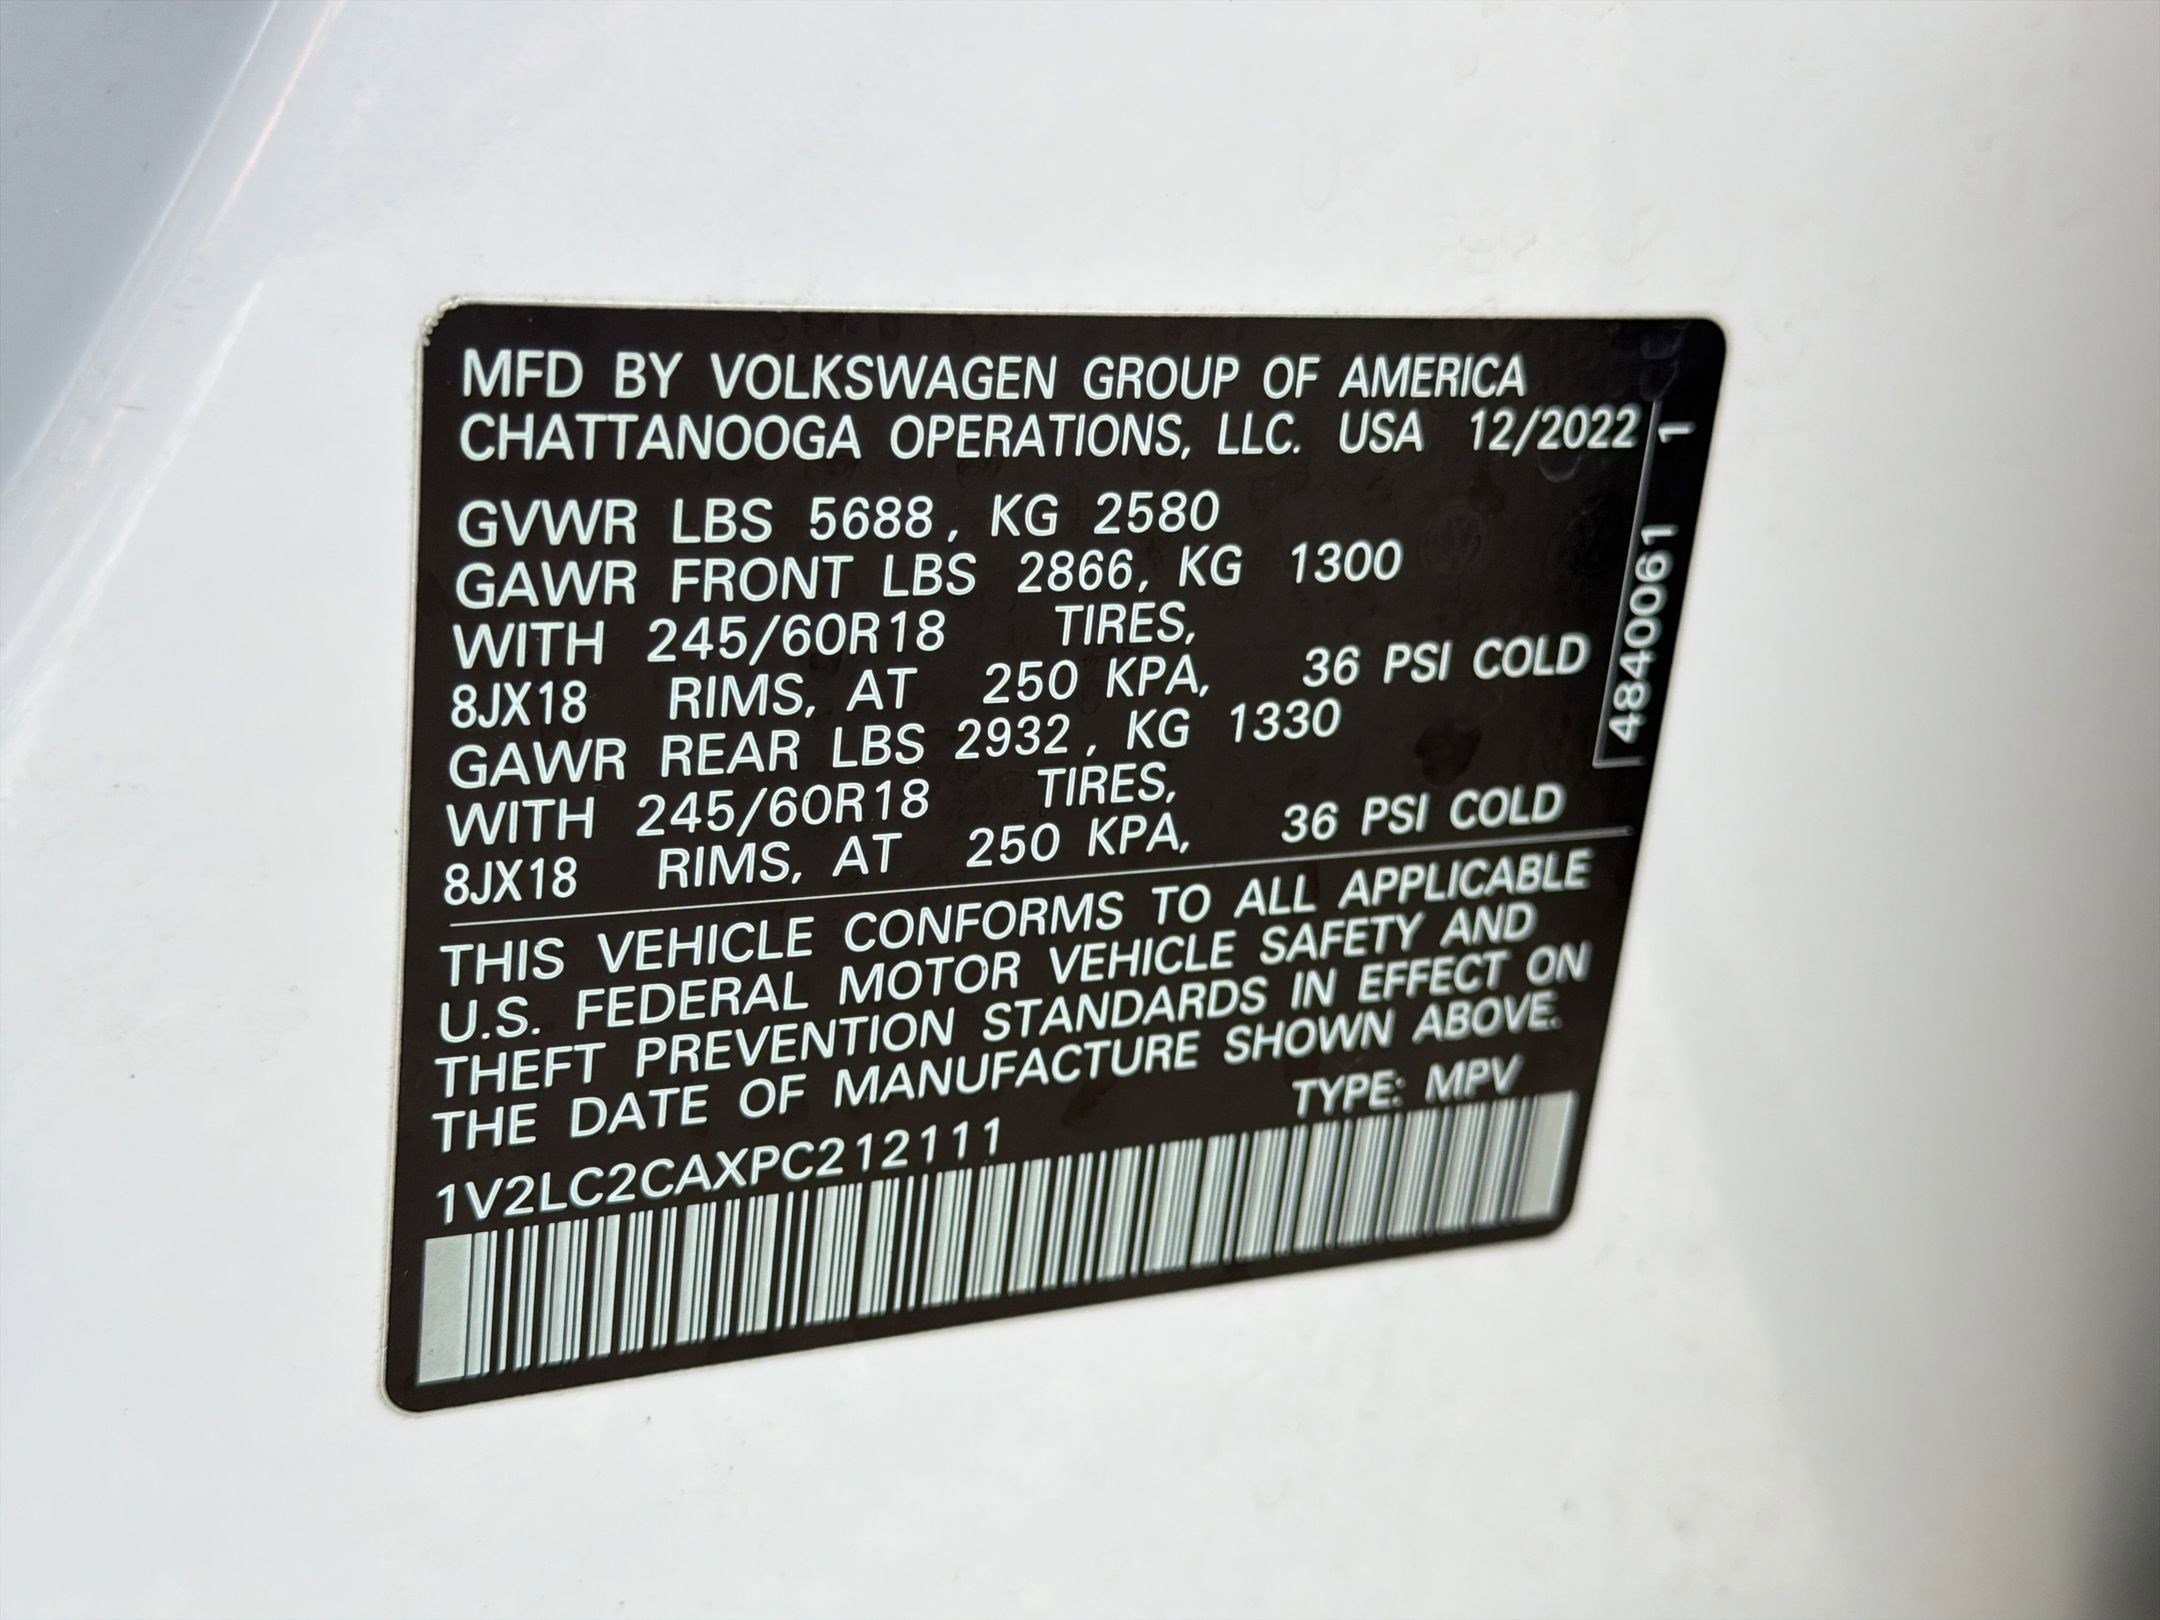 MFD BY VOLKSWAGEN GROUP OF AMERICA
CHATTANOOGA OPERATIONS, LLC. USA 12/2022
GVWR LBS 5688, KG 2580
GAWR FRONT LBS 2866, KG 1300
WITH 245/60R18 TIRES,
8JX18 RIMS, AT 250 KPA, 36 PSI COLD
GAWR REAR LBS 2932, KG 1330
WITH 245/60R18 TIRES,
8JX18 RIMS, AT 250 KPA, 36 PSI COLD
THIS VEHICLE CONFORMS TO ALL APPLICABLE
U.S. FEDERAL MOTOR VEHICLE SAFETY AND
THEFT PREVENTION STANDARDS IN EFFECT ON
THE DATE OF MANUFACTURE SHOWN ABOVE.
1V2LC2CAXPC212111 TYPE: MPV
4840061 1